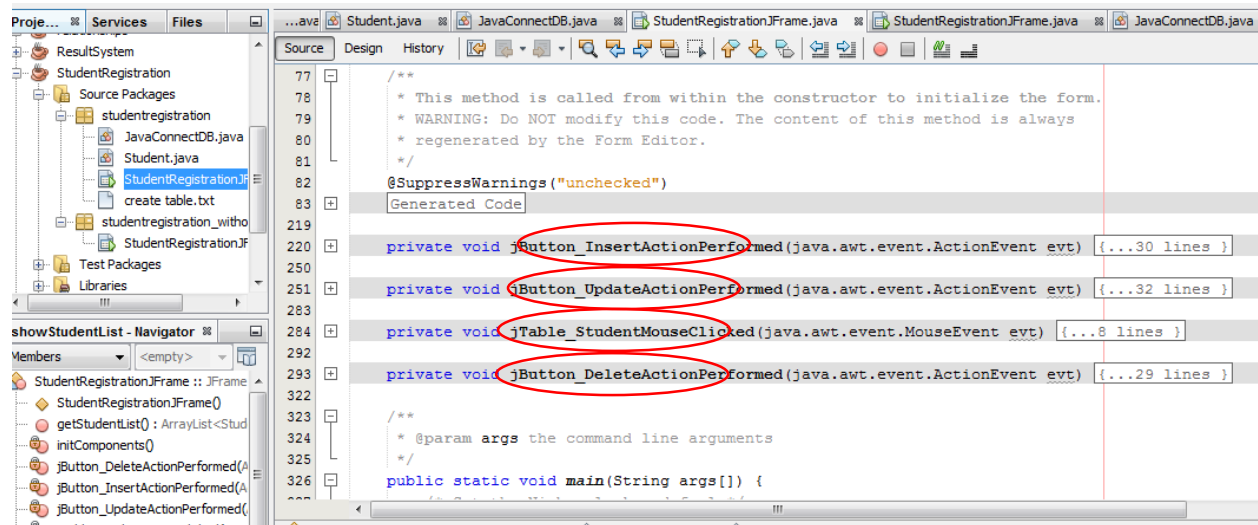 Proje...
Services
Files
ResultSystem
StudentRegistration
Source Packages
studentregistration
JavaConnectDB.java
Student.java
StudentRegistrationJF
create table.txt
studentregistration_witho
StudentRegistrationJF
Test Packages
Libraries
showStudentList - Navigator
Members
<empty>
StudentRegistrationJFrame :: JFrame
StudentRegistrationJFrame()
getStudentList() : ArrayList<Stud
initComponents()
jButton_DeleteActionPerformed(A
jButton_InsertActionPerformed(A
jButton_UpdateActionPerformed(
...ava Student.java JavaConnectDB.java StudentRegistrationJFrame.java StudentRegistrationJFrame.java JavaConnectDB.java
Source Design History
77 /**
78 * This method is called from within the constructor to initialize the form.
79 * WARNING: Do NOT modify this code. The content of this method is always
80 * regenerated by the Form Editor.
81 */
82 @SuppressWarnings("unchecked")
83 Generated Code
219
220 private void jButton_InsertActionPerformed(java.awt.event.ActionEvent evt) {...30 lines }
250
251 private void jButton_UpdateActionPerformed(java.awt.event.ActionEvent evt) {...32 lines }
283
284 private void jTable_StudentMouseClicked(java.awt.event.MouseEvent evt) {...8 lines }
292
293 private void jButton_DeleteActionPerformed(java.awt.event.ActionEvent evt) {...29 lines }
322
323 /**
324 * @param args the command line arguments
325 */
326 public static void main(String args[]) {